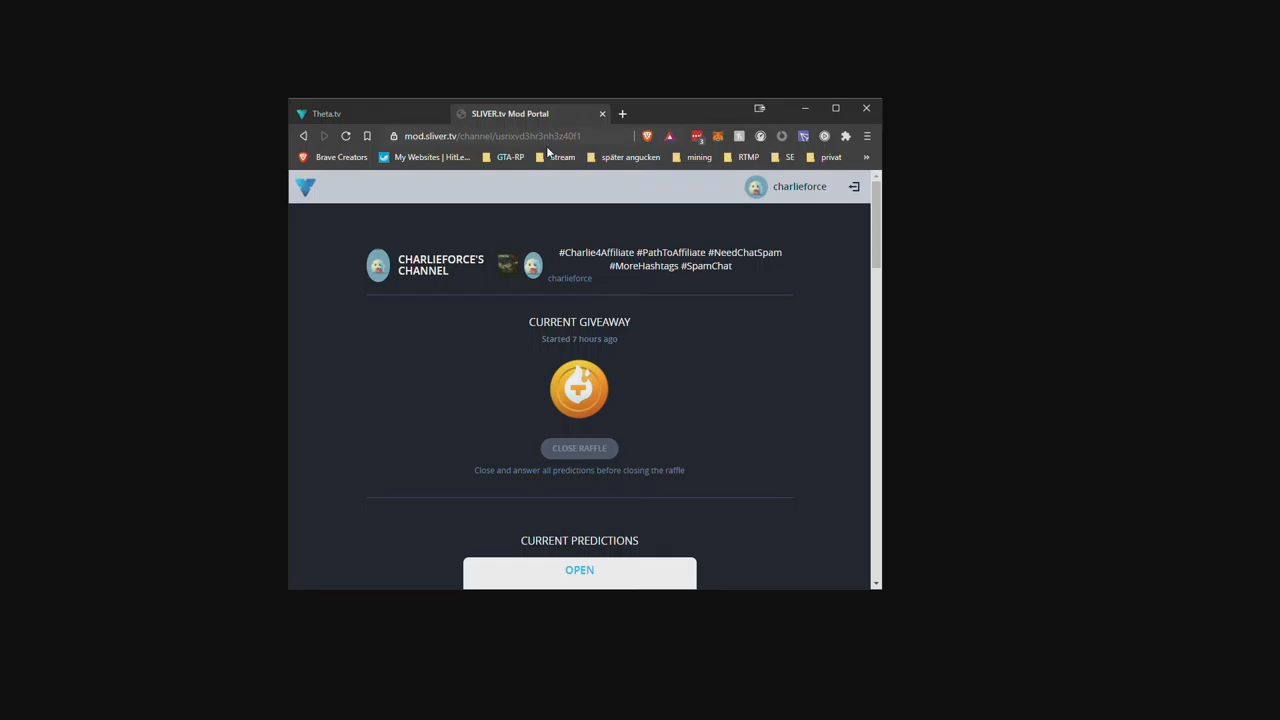 Theta.tv
SLIVER.tv Mod Portal
mod.sliver.tv/channel/usrixvd3hr3nh3z40f1
3
Brave Creators
My Websites | HitLe...
GTA-RP
Stream
später angucken
mining
RTMP
SE
privat
»
charlieforce
CHARLIEFORCE'S
CHANNEL
#Charlie4Affiliate #PathToAffiliate #NeedChatSpam
#MoreHashtags #SpamChat
charlieforce
CURRENT GIVEAWAY
Started 7 hours ago
T
CLOSE RAFFLE
Close and answer all predictions before closing the raffle
CURRENT PREDICTIONS
OPEN